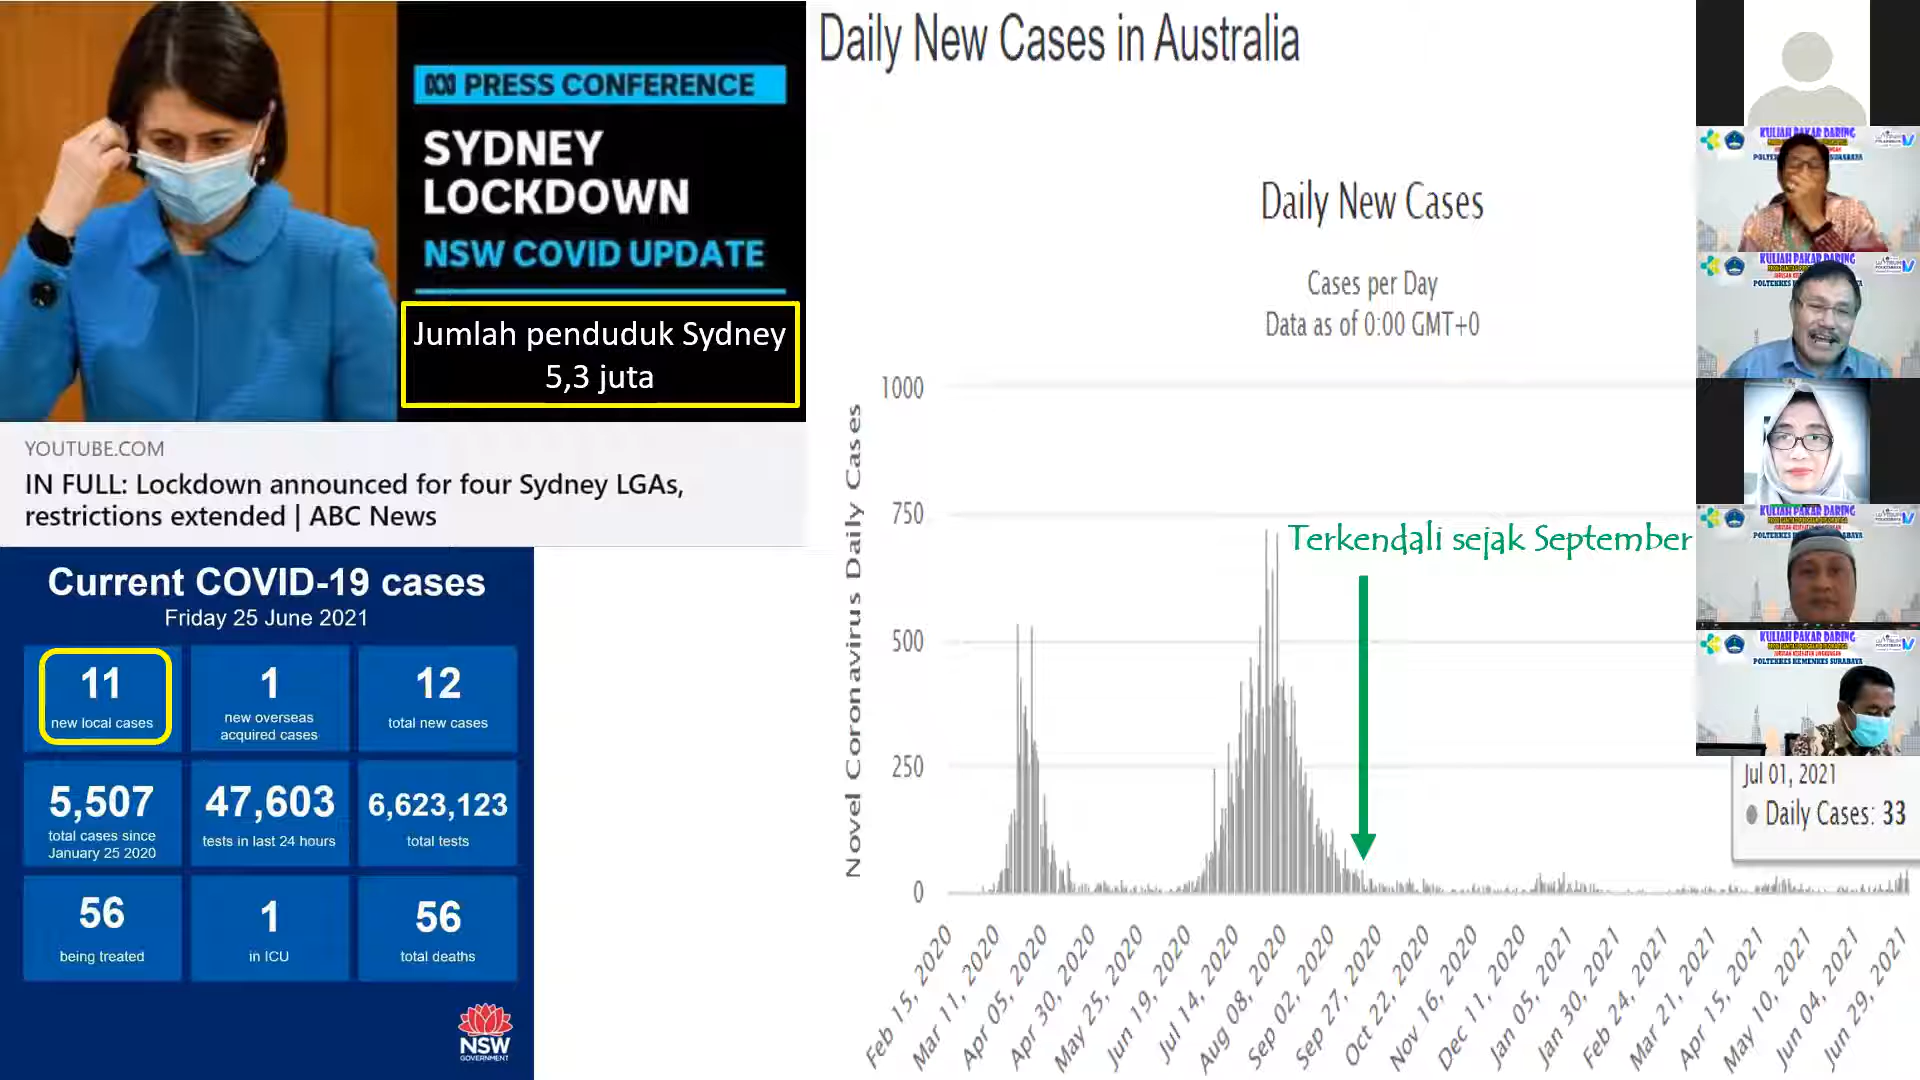 PRESS CONFERENCE
SYDNEY
LOCKDOWN
NSW COVID UPDATE
Jumlah penduduk Sydney
5,3 juta
YOUTUBE.COM
IN FULL: Lockdown announced for four Sydney LGAs,
restrictions extended | ABC News
Current COVID-19 cases
Friday 25 June 2021
11
new local cases
1
new overseas
acquired cases
12
total new cases
5,507
total cases since
January 25 2020
47,603
tests in last 24 hours
6,623,123
total tests
56
being treated
1
in ICU
56
total deaths
NSW
GOVERNMENT
Daily New Cases in Australia
Daily New Cases
Cases per Day
Data as of 0:00 GMT+0
Novel Coronavirus Daily Cases
1000
750
500
250
0
Terkendali sejak September
Feb 15, 2020
Mar 11, 2020
Apr 05, 2020
Apr 30, 2020
May 25, 2020
Jun 19, 2020
Jul 14, 2020
Aug 08, 2020
Sep 02, 2020
Sep 27, 2020
Oct 22, 2020
Nov 16, 2020
Dec 11, 2020
Jan 05, 2021
Jan 30, 2021
Feb 24, 2021
Mar 21, 2021
Apr 15, 2021
May 10, 2021
Jun 04, 2021
Jun 29, 2021
Jul 01, 2021
Daily Cases: 33
KULIAH PAKAR DARING
KULIAH PAKAR DARING
KULIAH PAKAR DARING
KULIAH PAKAR DARING
POLTEKKES KEMENKES SURABAYA